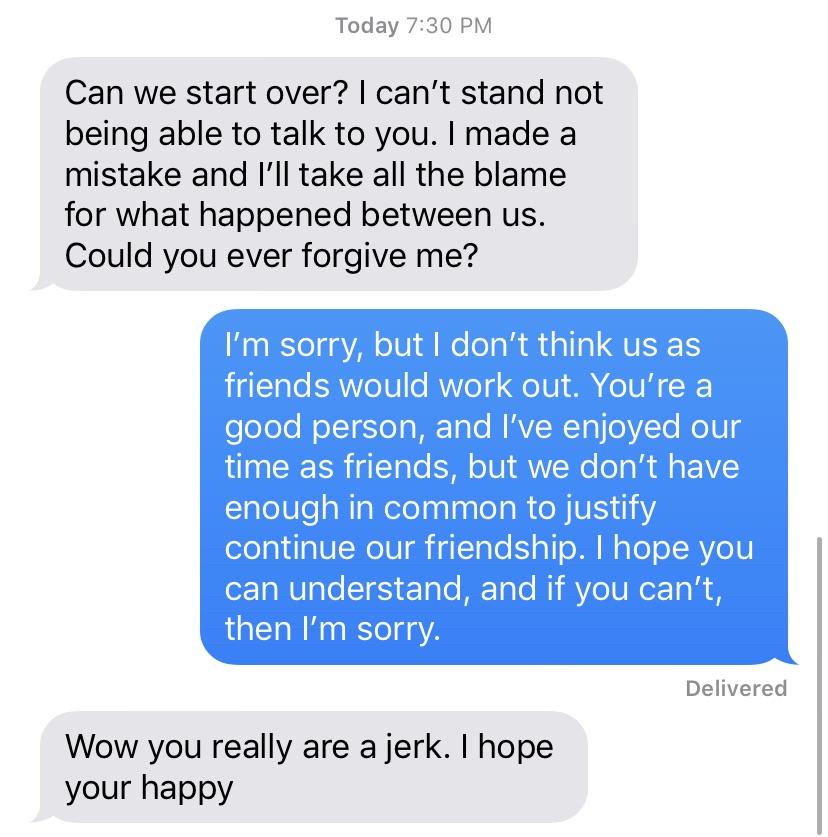 Today 7:30 PM
Can we start over? I can’t stand not
being able to talk to you. I made a
mistake and I’ll take all the blame
for what happened between us.
Could you ever forgive me?
I’m sorry, but I don’t think us as
friends would work out. You’re a
good person, and I’ve enjoyed our
time as friends, but we don’t have
enough in common to justify
continue our friendship. I hope you
can understand, and if you can’t,
then I’m sorry.
Delivered
Wow you really are a jerk. I hope
your happy